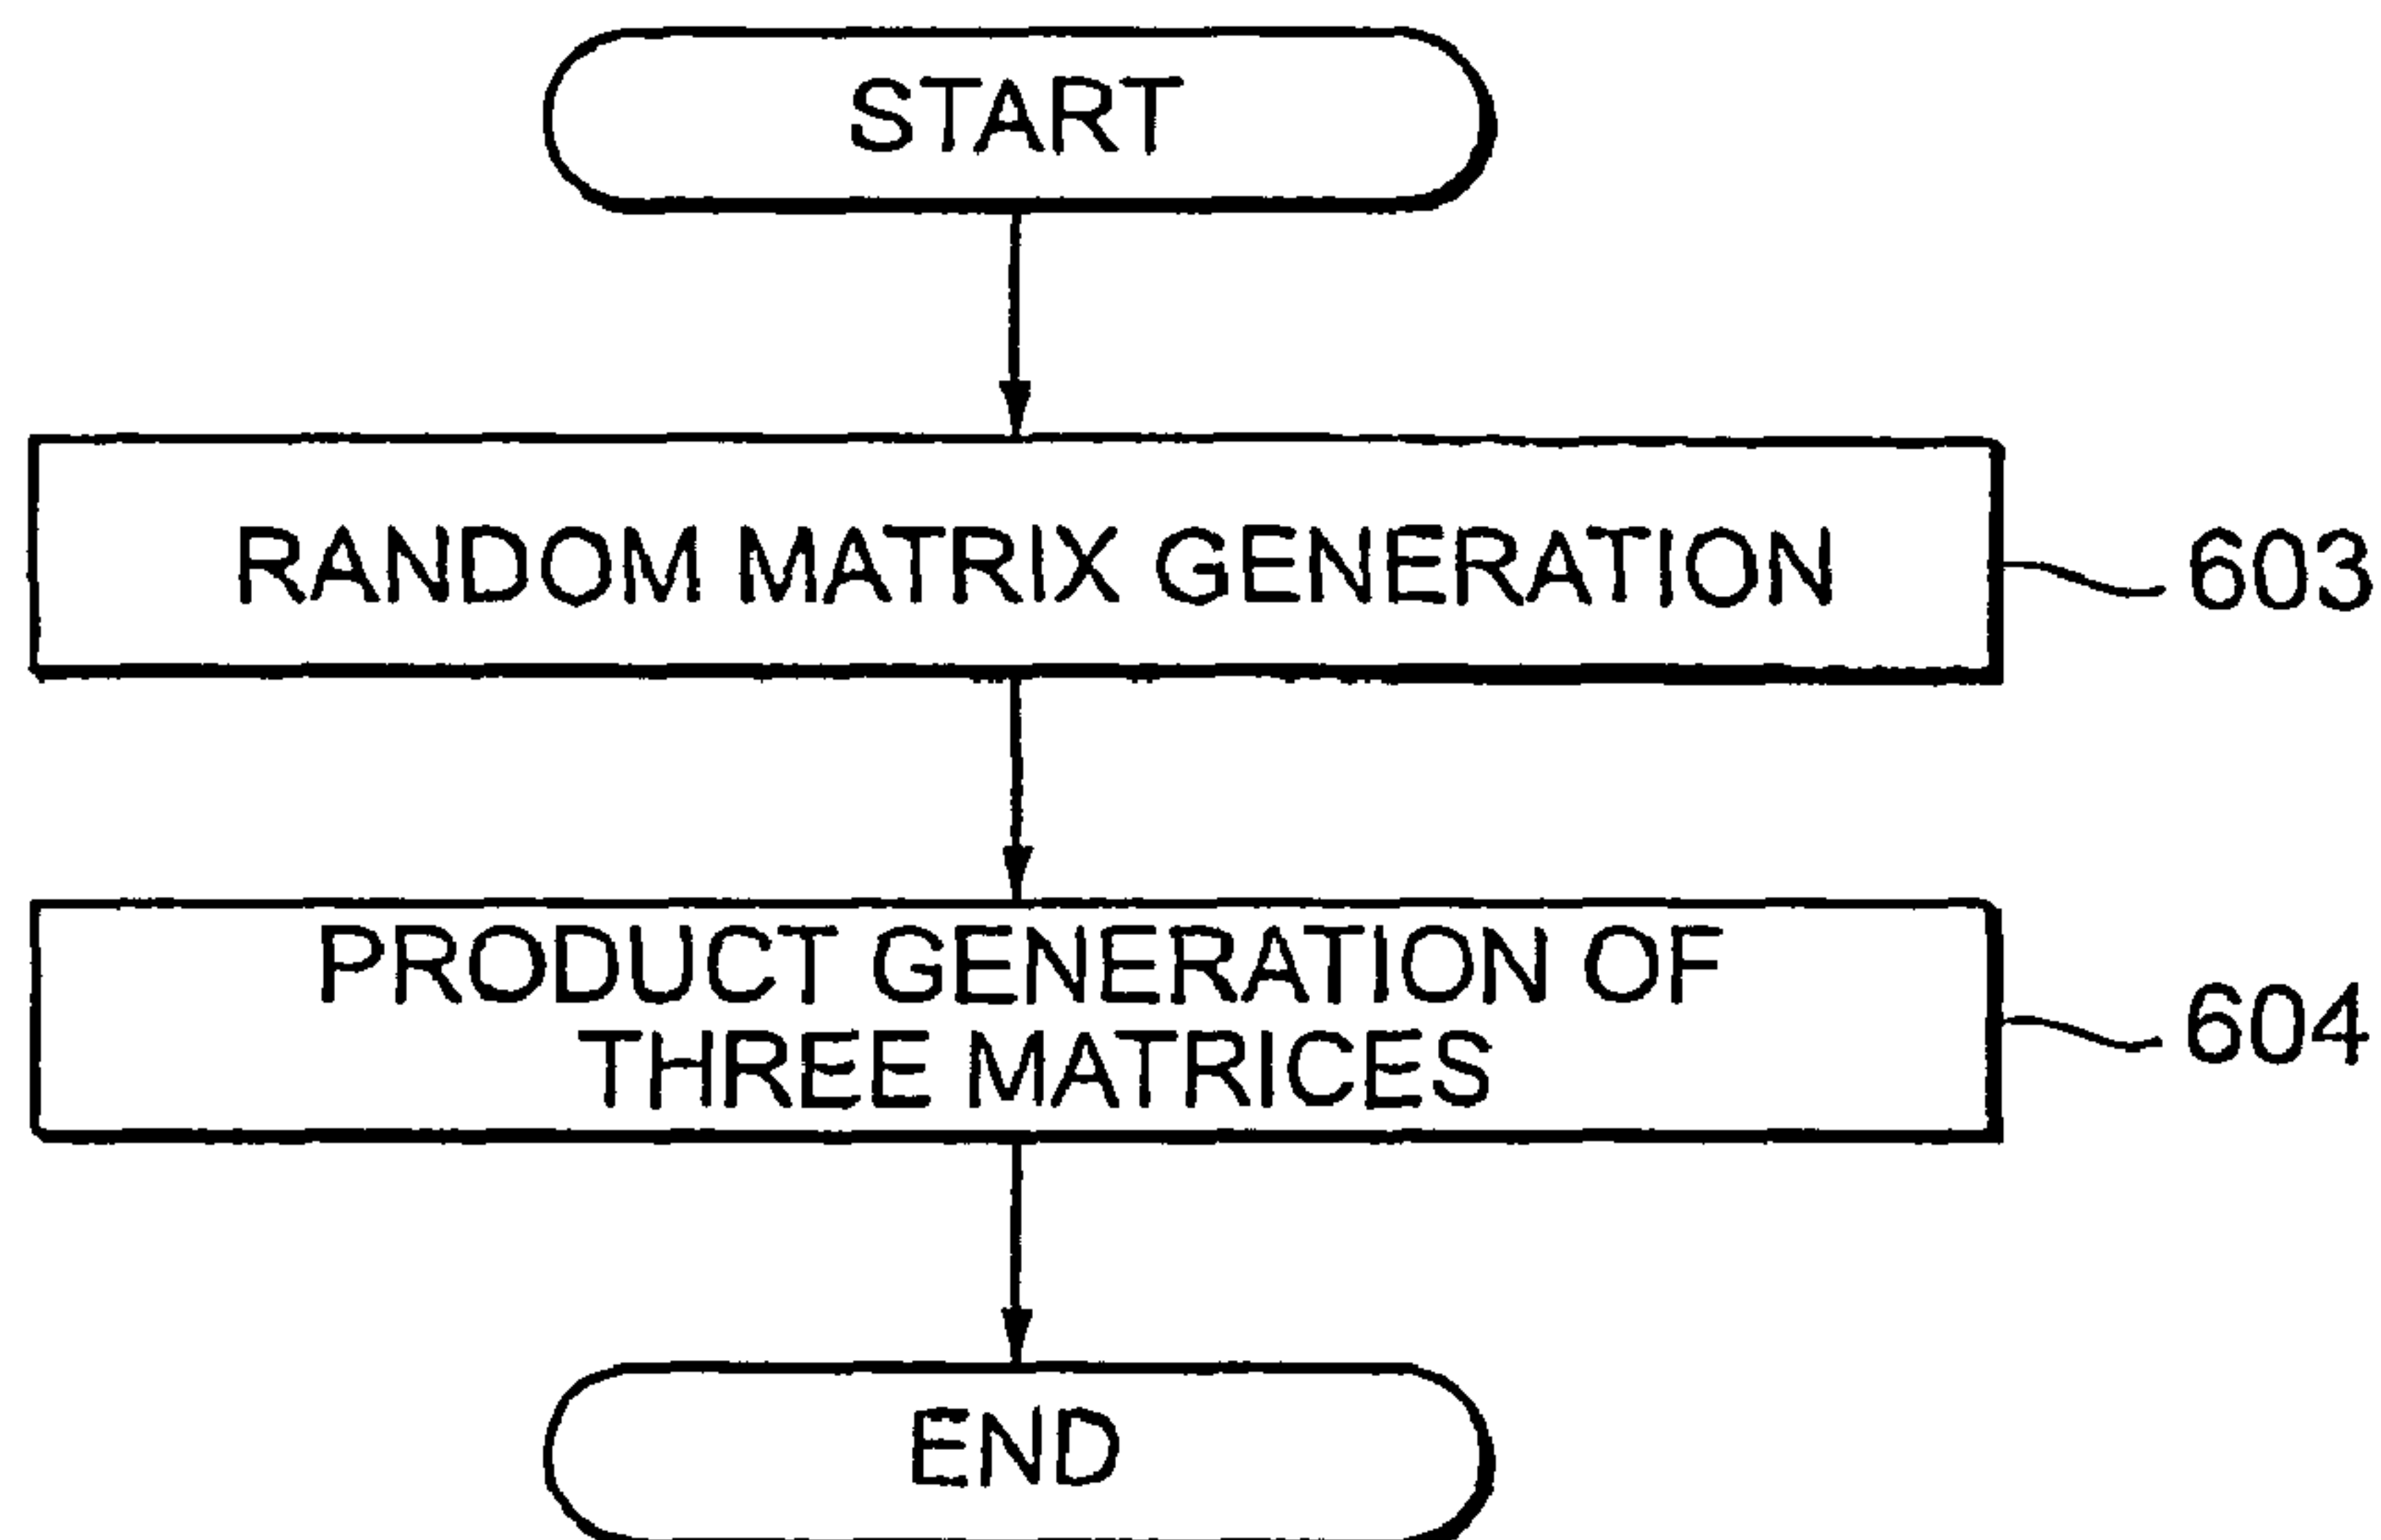 START
RANDOM MATRIX GENERATION
603
PRODUCT GENERATION OF
THREE MATRICES
604
END